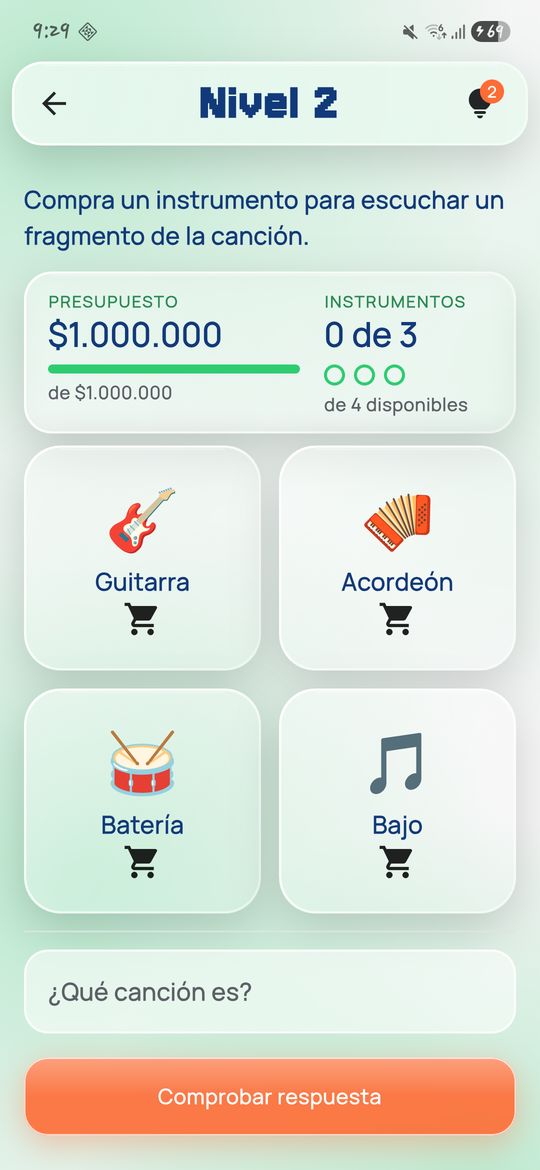 9:29
6
69
Nivel 2
2
Compra un instrumento para escuchar un
fragmento de la canción.
PRESUPUESTO
$1.000.000
de $1.000.000
INSTRUMENTOS
0 de 3
de 4 disponibles
Guitarra
Acordeón
Batería
Bajo
¿Qué canción es?
Comprobar respuesta